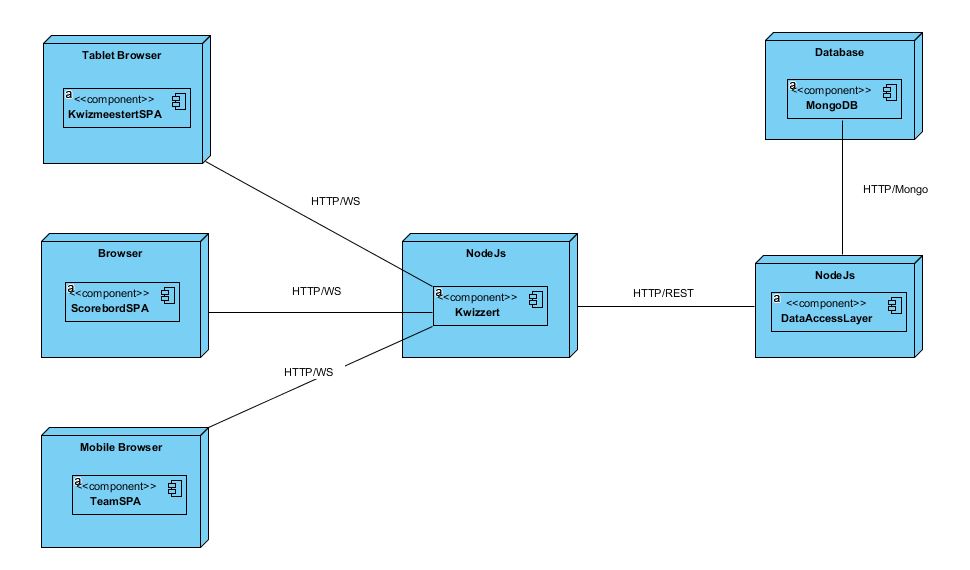 Tablet Browser
a
<<component>>
KwizmeestertSPA
Database
a
<<component>>
MongoDB
HTTP/WS
HTTP/Mongo
Browser
a
<<component>>
ScorebordSPA
HTTP/WS
NodeJs
a
<<component>>
Kwizzert
HTTP/REST
NodeJs
a
<<component>>
DataAccessLayer
HTTP/WS
Mobile Browser
a
<<component>>
TeamSPA